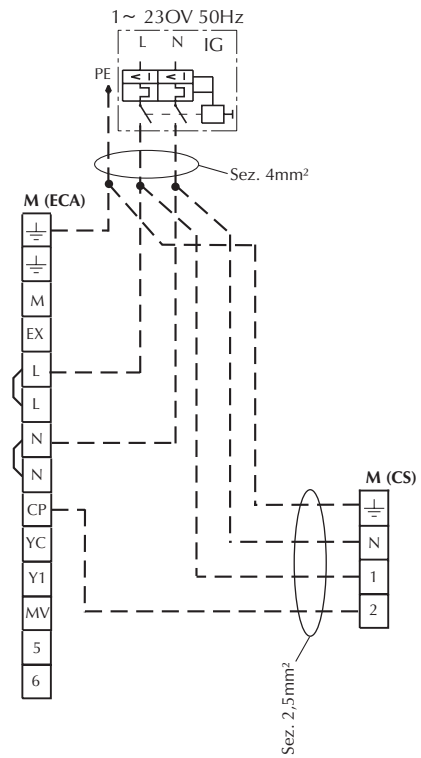 1~ 230V 50Hz
L N IG
PE
Sez. 4mm²
M (ECA)
M
EX
L
L
N
N
CP
YC
Y1
MV
5
6
M (CS)
N
1
2
Sez. 2,5mm²